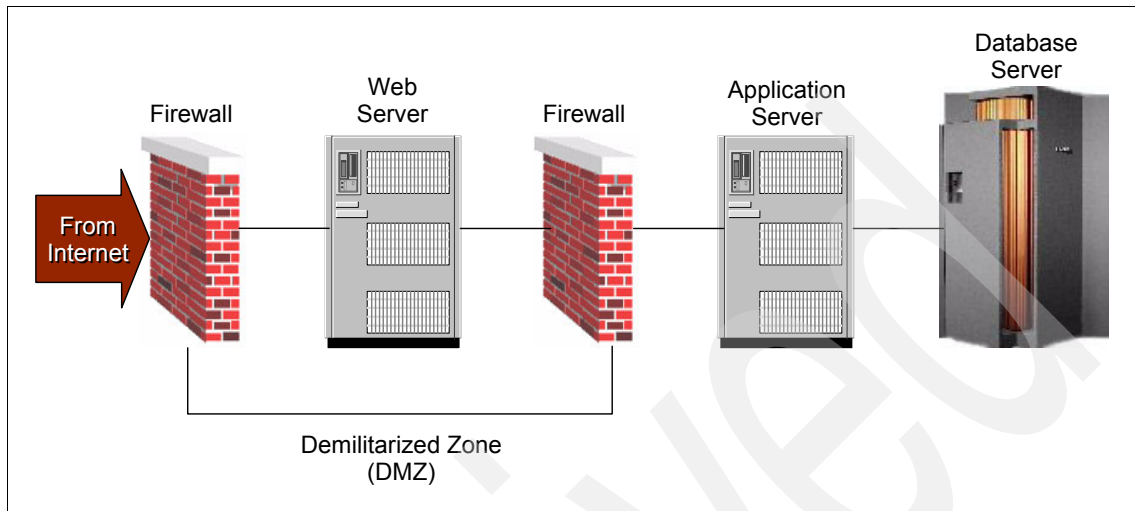 Firewall
Web
Server
Firewall
Application
Server
Database
Server
From
Internet
Demilitarized Zone
(DMZ)